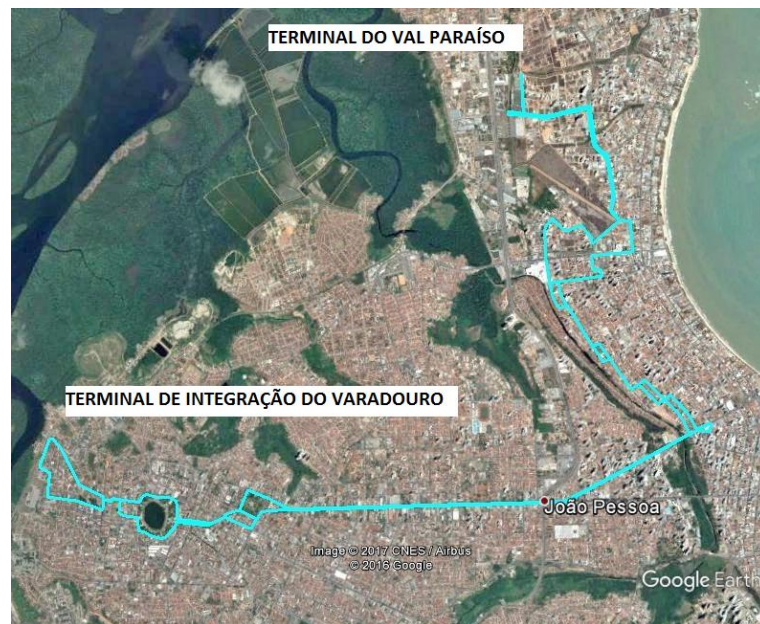 TERMINAL DO VAL PARAÍSO
TERMINAL DE INTEGRAÇÃO DO VARADOURO
João Pessoa
Image © 2017 CNES / Airbus
© 2016 Google
Google Earth